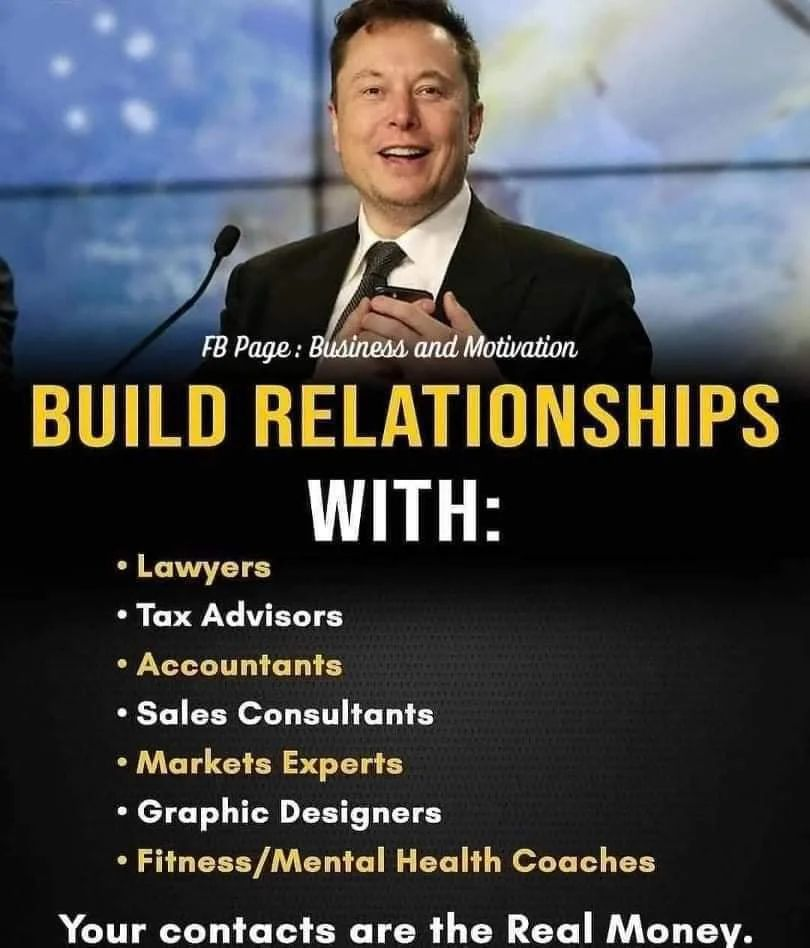 FB Page : Business and Motivation
BUILD RELATIONSHIPS
WITH:
• Lawyers
• Tax Advisors
• Accountants
• Sales Consultants
• Markets Experts
• Graphic Designers
• Fitness/Mental Health Coaches
Your contacts are the Real Money.